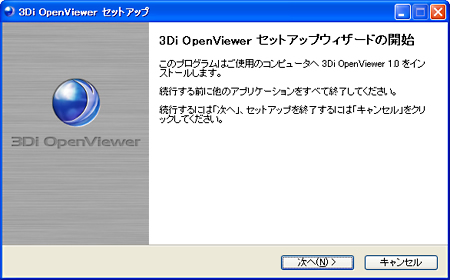 3Di OpenViewer セットアップ
3Di OpenViewer セットアップウィザードの開始
このプログラムはご使用のコンピュータへ 3Di OpenViewer 1.0 をイン
ストールします。
続行する前に他のアプリケーションをすべて終了してください。
続行するには「次へ」、セットアップを終了するには「キャンセル」をクリ
ックしてください。
3Di OpenViewer
次へ(N) >
キャンセル